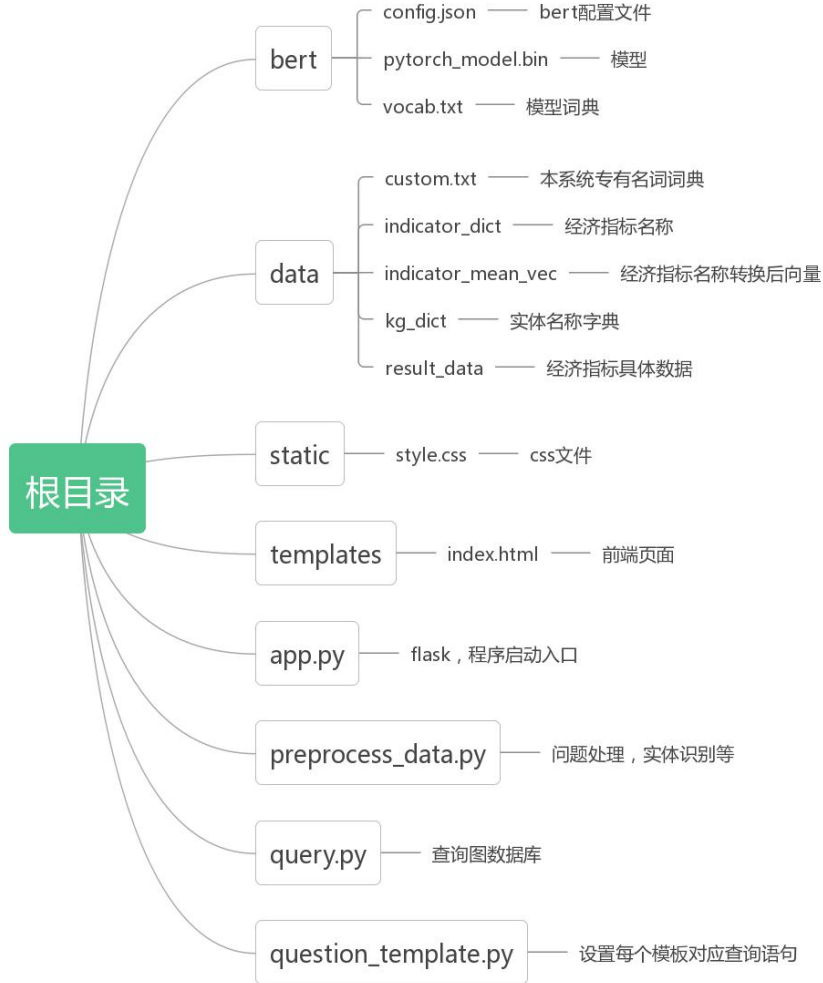 根目录
bert
config.json bert配置文件
pytorch_model.bin 模型
vocab.txt 模型词典
data
custom.txt 本系统专有名词词典
indicator_dict 经济指标名称
indicator_mean_vec 经济指标名称转换后向量
kg_dict 实体名称字典
result_data 经济指标具体数据
static style.css css文件
templates index.html 前端页面
app.py flask，程序启动入口
preprocess_data.py 问题处理，实体识别等
query.py 查询图数据库
question_template.py 设置每个模板对应查询语句